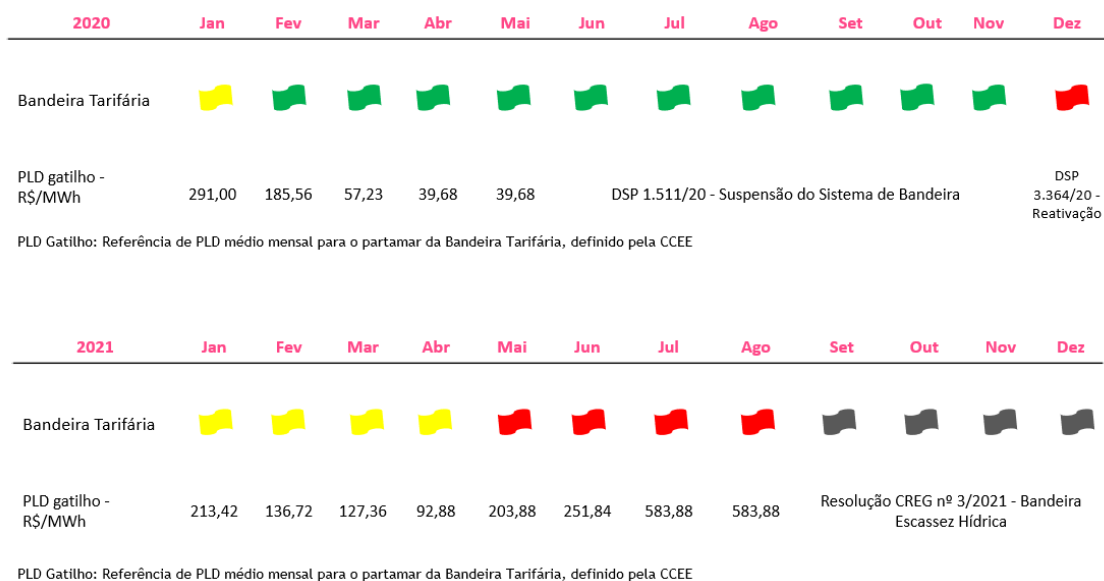 2020 Jan Fev Mar Abr Mai Jun Jul Ago Set Out Nov Dez
Bandeira Tarifária
PLD gatilho -
R$/MWh 291,00 185,56 57,23 39,68 39,68 DSP 1.511/20 - Suspensão do Sistema de Bandeira
DSP
3.364/20 -
Reativação
PLD Gatilho: Referência de PLD médio mensal para o partamar da Bandeira Tarifária, definido pela CCEE
2021 Jan Fev Mar Abr Mai Jun Jul Ago Set Out Nov Dez
Bandeira Tarifária
PLD gatilho -
R$/MWh 213,42 136,72 127,36 92,88 203,88 251,84 583,88 583,88
Resolução CREG nº 3/2021 - Bandeira
Escassez Hídrica
PLD Gatilho: Referência de PLD médio mensal para o partamar da Bandeira Tarifária, definido pela CCEE